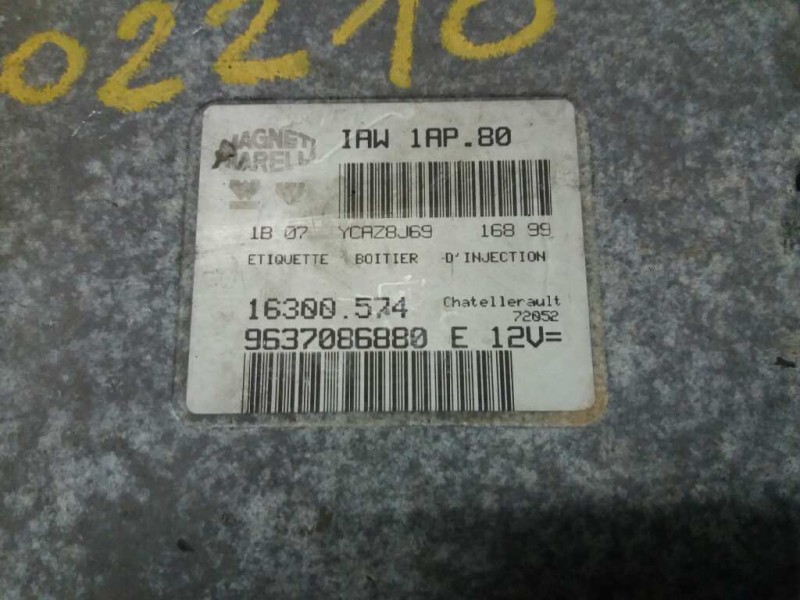 02210
MAGNETI
MARELLI
IAW 1AP.80
1B 07 YCAZ8J69 168 99
ETIQUETTE BOITIER D'INJECTION
16300.574
Chatellerault
72052
9637086880 E 12V=